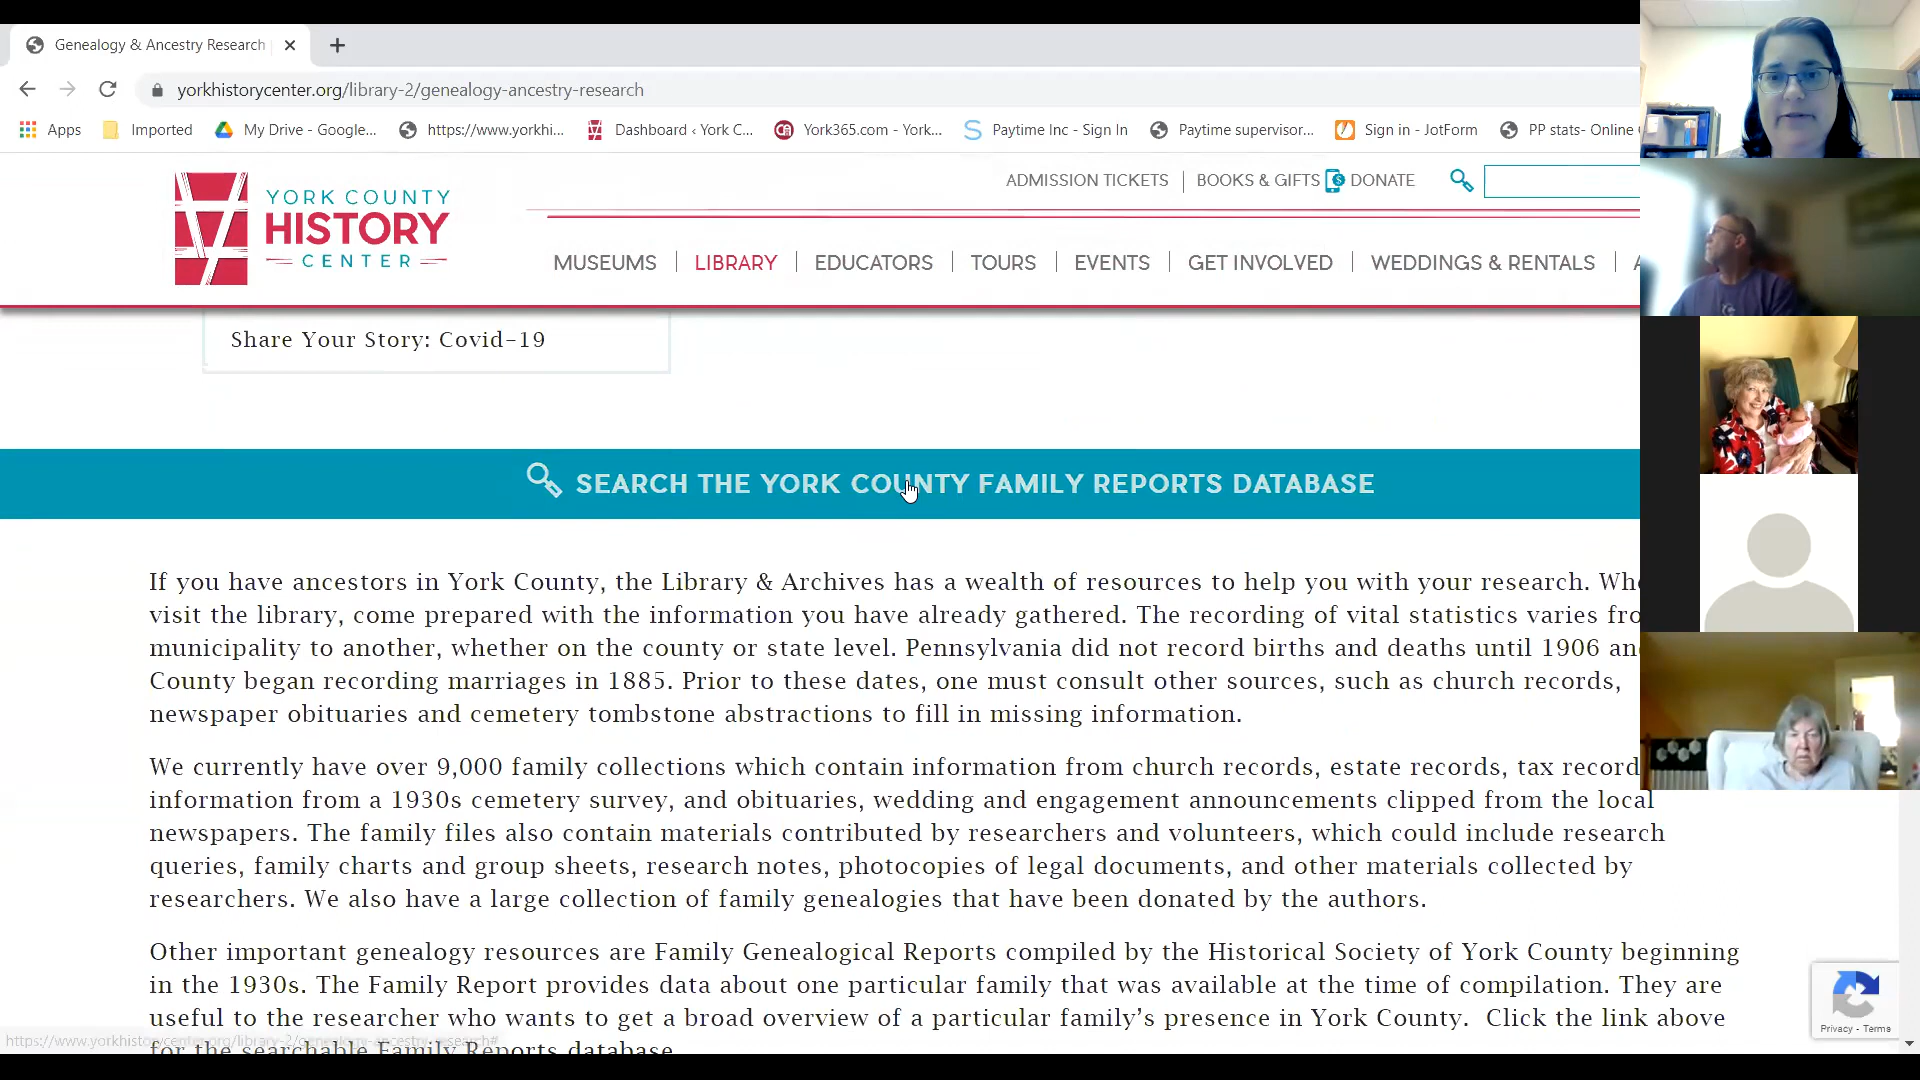 Genealogy & Ancestry Research
yorkhistorycenter.org/library-2/genealogy-ancestry-research
Apps Imported My Drive - Google... https://www.yorkhi... Dashboard ‹ York C... York365.com - York... Paytime Inc - Sign In Paytime supervisor... Sign in - JotForm PP stats- Online
ADMISSION TICKETS BOOKS & GIFTS DONATE
YORK COUNTY
HISTORY
CENTER
MUSEUMS LIBRARY EDUCATORS TOURS EVENTS GET INVOLVED WEDDINGS & RENTALS
Share Your Story: Covid-19
SEARCH THE YORK COUNTY FAMILY REPORTS DATABASE
If you have ancestors in York County, the Library & Archives has a wealth of resources to help you with your research.
visit the library, come prepared with the information you have already gathered. The recording of vital statistics varies
municipality to another, whether on the county or state level. Pennsylvania did not record births and deaths until 1906
County began recording marriages in 1885. Prior to these dates, one must consult other sources, such as church records,
newspaper obituaries and cemetery tombstone abstractions to fill in missing information.
We currently have over 9,000 family collections which contain information from church records, estate records, tax
information from a 1930s cemetery survey, and obituaries, wedding and engagement announcements clipped from the local
newspapers. The family files also contain materials contributed by researchers and volunteers, which could include research
queries, family charts and group sheets, research notes, photocopies of legal documents, and other materials collected by
researchers. We also have a large collection of family genealogies that have been donated by the authors.
Other important genealogy resources are Family Genealogical Reports compiled by the Historical Society of York County beginning
in the 1930s. The Family Report provides data about one particular family that was available at the time of compilation. They are
useful to the researcher who wants to get a broad overview of a particular family's presence in York County. Click the link above
for the searchable Family Reports database.
https://www.yorkhistorycenter.org/library-2/genealogy-ancestry-research#
Privacy - Terms